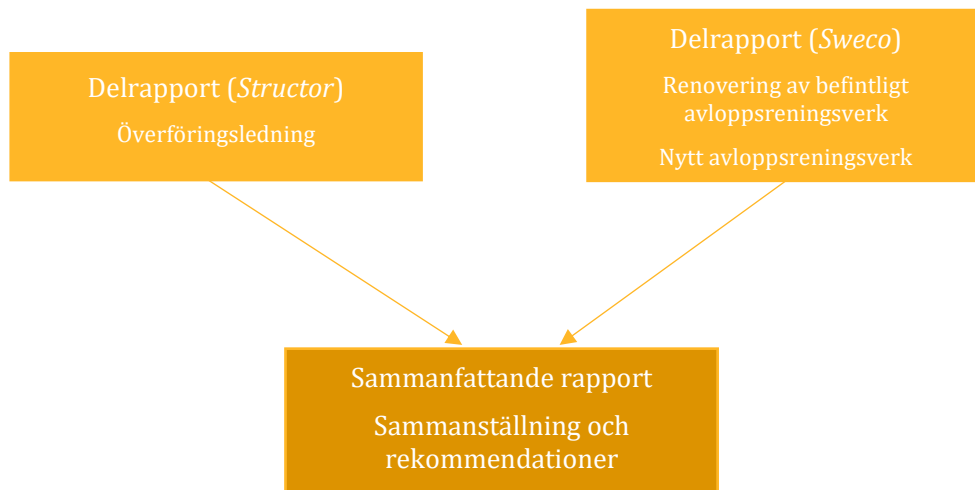 Delrapport (Structor)
Överföringsledning
Delrapport (Sweco)
Renovering av befintligt
avloppsreningsverk
Nytt avloppsreningsverk
Sammanfattande rapport
Sammanställning och
rekommendationer